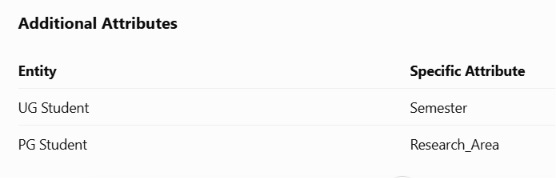 Additional Attributes
Entity Specific Attribute
UG Student Semester
PG Student Research_Area